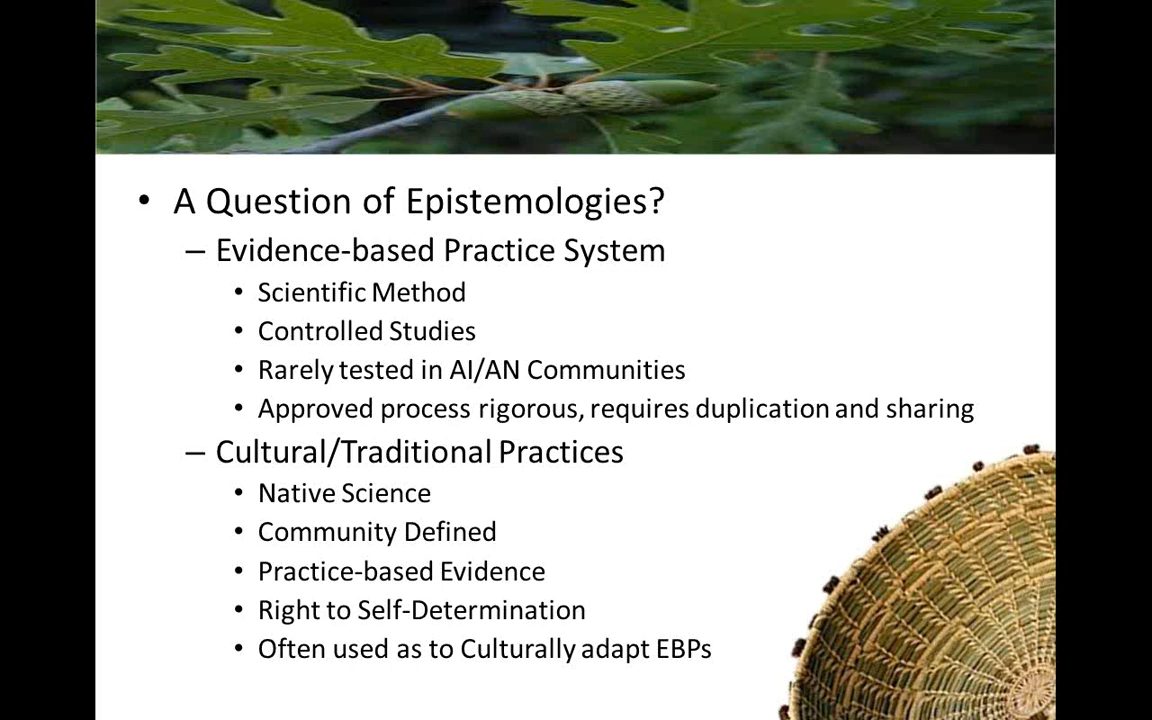 • A Question of Epistemologies?
– Evidence-based Practice System
• Scientific Method
• Controlled Studies
• Rarely tested in AI/AN Communities
• Approved process rigorous, requires duplication and sharing
– Cultural/Traditional Practices
• Native Science
• Community Defined
• Practice-based Evidence
• Right to Self-Determination
• Often used as to Culturally adapt EBPs